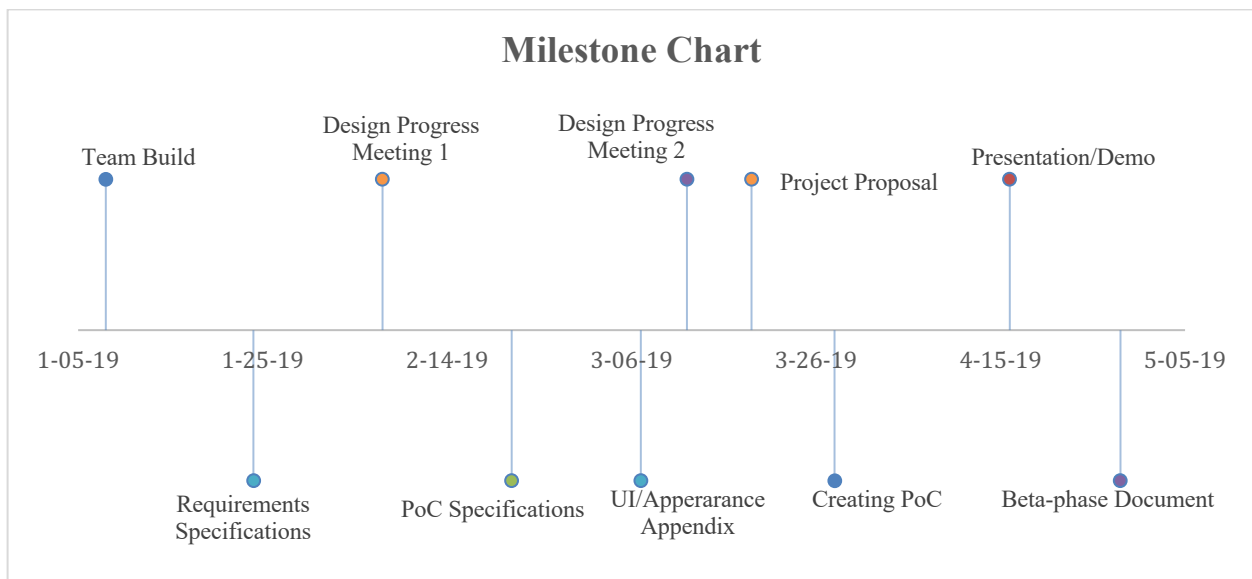 Milestone Chart
Design Progress
Meeting 1
Design Progress
Meeting 2
Team Build
Presentation/Demo
Project Proposal
1-05-19
1-25-19
2-14-19
3-06-19
3-26-19
4-15-19
5-05-19
Requirements
Specifications
PoC Specifications
UI/Apperarance
Appendix
Creating PoC
Beta-phase Document